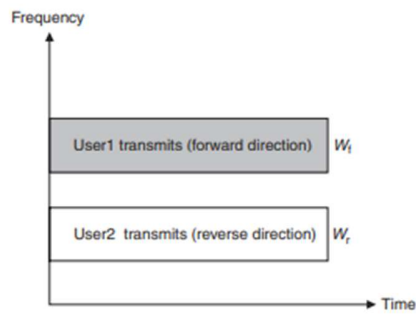 Frequency
User1 transmits (forward direction) Wf
User2 transmits (reverse direction) Wr
Time